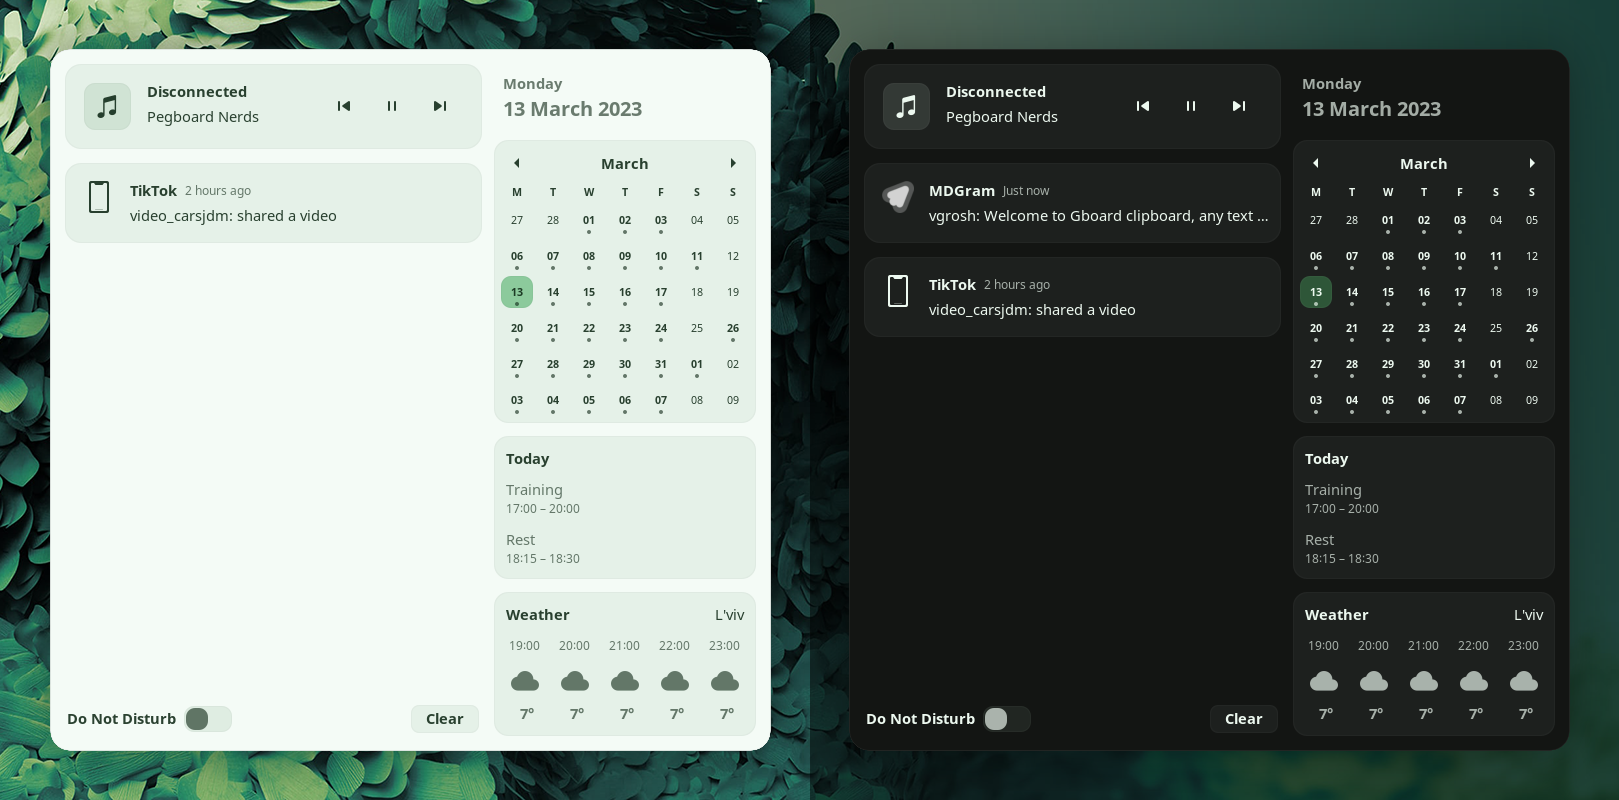 Disconnected
Pegboard Nerds
TikTok 2 hours ago
video_carsjdm: shared a video
Do Not Disturb
Clear
Monday
13 March 2023
March
M T W T F S S
27 28 01 02 03 04 05
06 07 08 09 10 11 12
13 14 15 16 17 18 19
20 21 22 23 24 25 26
27 28 29 30 31 01 02
03 04 05 06 07 08 09
Today
Training
17:00 – 20:00
Rest
18:15 – 18:30
Weather L'viv
19:00 20:00 21:00 22:00 23:00
7° 7° 7° 7° 7°
Disconnected
Pegboard Nerds
MDGram Just now
vgrosh: Welcome to Gboard clipboard, any text ...
TikTok 2 hours ago
video_carsjdm: shared a video
Do Not Disturb
Clear
Monday
13 March 2023
March
M T W T F S S
27 28 01 02 03 04 05
06 07 08 09 10 11 12
13 14 15 16 17 18 19
20 21 22 23 24 25 26
27 28 29 30 31 01 02
03 04 05 06 07 08 09
Today
Training
17:00 – 20:00
Rest
18:15 – 18:30
Weather L'viv
19:00 20:00 21:00 22:00 23:00
7° 7° 7° 7° 7°